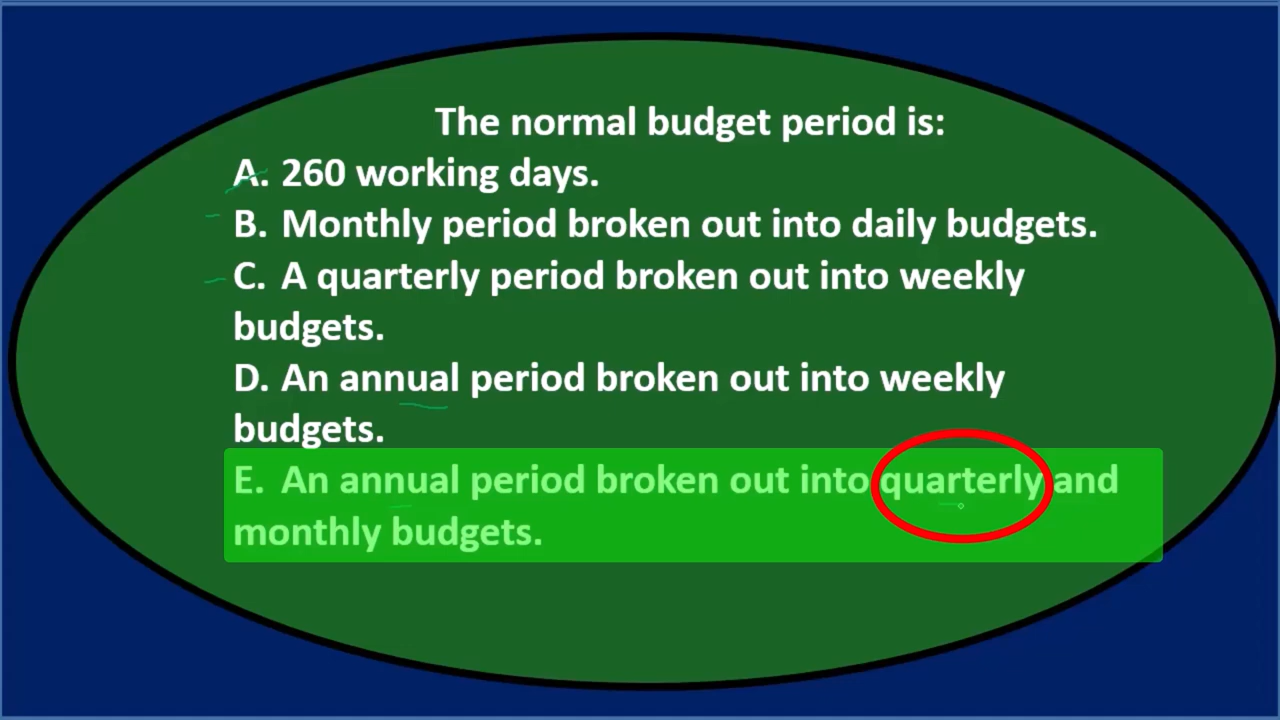 The normal budget period is:
A. 260 working days.
B. Monthly period broken out into daily budgets.
C. A quarterly period broken out into weekly
budgets.
D. An annual period broken out into weekly
budgets.
E. An annual period broken out into quarterly and
monthly budgets.